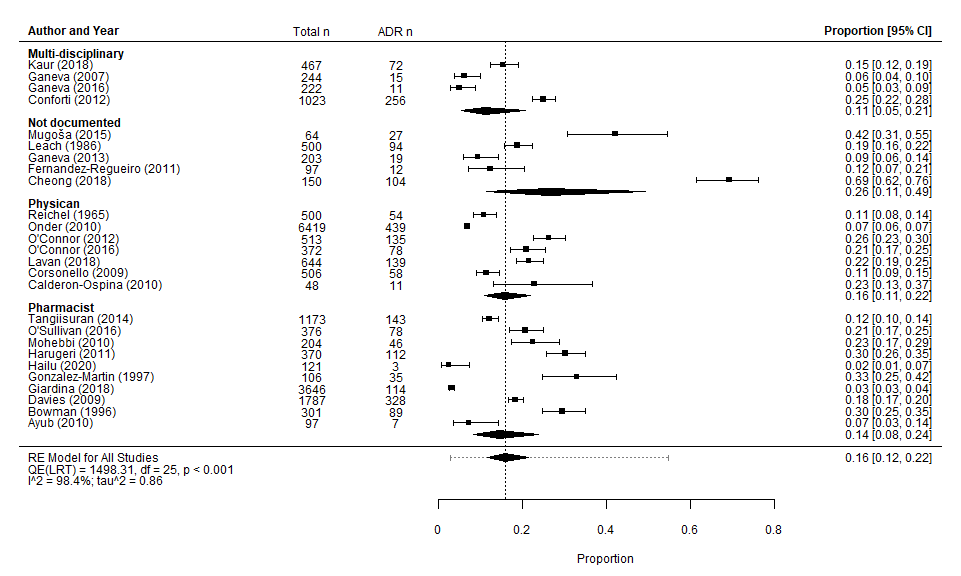 Author and Year Total n ADR n Proportion [95% CI]
Multi-disciplinary
Kaur (2018) 467 72 0.15 [0.12, 0.19]
Ganeva (2007) 244 15 0.06 [0.04, 0.10]
Ganeva (2016) 222 11 0.05 [0.03, 0.09]
Conforti (2012) 1023 256 0.25 [0.22, 0.28]
0.11 [0.05, 0.21]
Not documented
Mugoša (2015) 64 27 0.42 [0.31, 0.55]
Leach (1986) 500 94 0.19 [0.16, 0.22]
Ganeva (2013) 203 19 0.09 [0.06, 0.14]
Fernandez-Regueiro (2011) 97 12 0.12 [0.07, 0.21]
Cheong (2018) 150 104 0.69 [0.62, 0.76]
0.26 [0.11, 0.49]
Physican
Reichel (1965) 500 54 0.11 [0.08, 0.14]
Onder (2010) 6419 439 0.07 [0.06, 0.07]
O'Connor (2012) 513 135 0.26 [0.23, 0.30]
O'Connor (2016) 372 78 0.21 [0.17, 0.25]
Lavan (2018) 644 139 0.22 [0.19, 0.25]
Corsonello (2009) 506 58 0.11 [0.09, 0.15]
Calderon-Ospina (2010) 48 11 0.23 [0.13, 0.37]
0.16 [0.11, 0.22]
Pharmacist
Tangiisuran (2014) 1173 143 0.12 [0.10, 0.14]
O'Sullivan (2016) 376 78 0.21 [0.17, 0.25]
Mohebbi (2010) 204 46 0.23 [0.17, 0.29]
Harugeri (2011) 370 112 0.30 [0.26, 0.35]
Hailu (2020) 121 3 0.02 [0.01, 0.07]
Gonzalez-Martin (1997) 106 35 0.33 [0.25, 0.42]
Giardina (2018) 3646 114 0.03 [0.03, 0.04]
Davies (2009) 1787 328 0.18 [0.17, 0.20]
Bowman (1996) 301 89 0.30 [0.25, 0.35]
Ayub (2010) 97 7 0.07 [0.03, 0.14]
0.14 [0.08, 0.24]
RE Model for All Studies 0.16 [0.12, 0.22]
QE(LRT) = 1498.31, df = 25, p < 0.001
I^2 = 98.4%; tau^2 = 0.86
0 0.2 0.4 0.6 0.8
Proportion